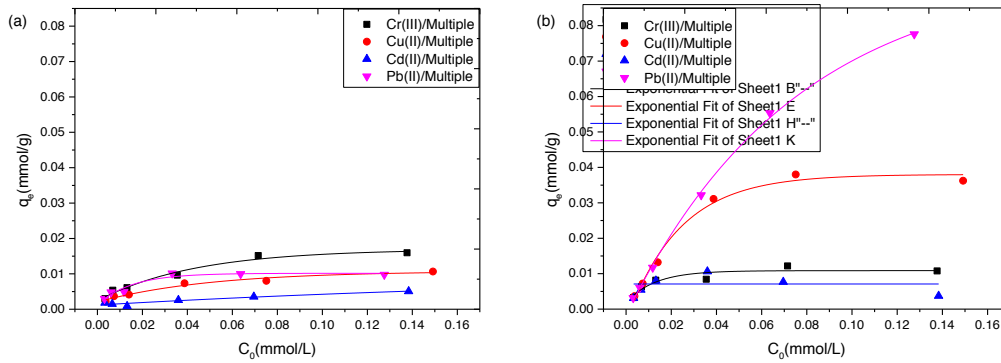 (a)
Cr(III)/Multiple
Cu(II)/Multiple
Cd(II)/Multiple
Pb(II)/Multiple
0.08
0.07
0.06
0.05
0.04
0.03
0.02
0.01
0.00
qe(mmol/g)
0.00 0.02 0.04 0.06 0.08 0.10 0.12 0.14 0.16
C0(mmol/L)
(b)
Cr(III)/Multiple
Cu(II)/Multiple
Cd(II)/Multiple
Pb(II)/Multiple
Exponential Fit of Sheet1 B"--"
Exponential Fit of Sheet1 E
Exponential Fit of Sheet1 H"--"
Exponential Fit of Sheet1 K
0.08
0.07
0.06
0.05
0.04
0.03
0.02
0.01
0.00
qe(mmol/g)
0.00 0.02 0.04 0.06 0.08 0.10 0.12 0.14 0.16
C0(mmol/L)